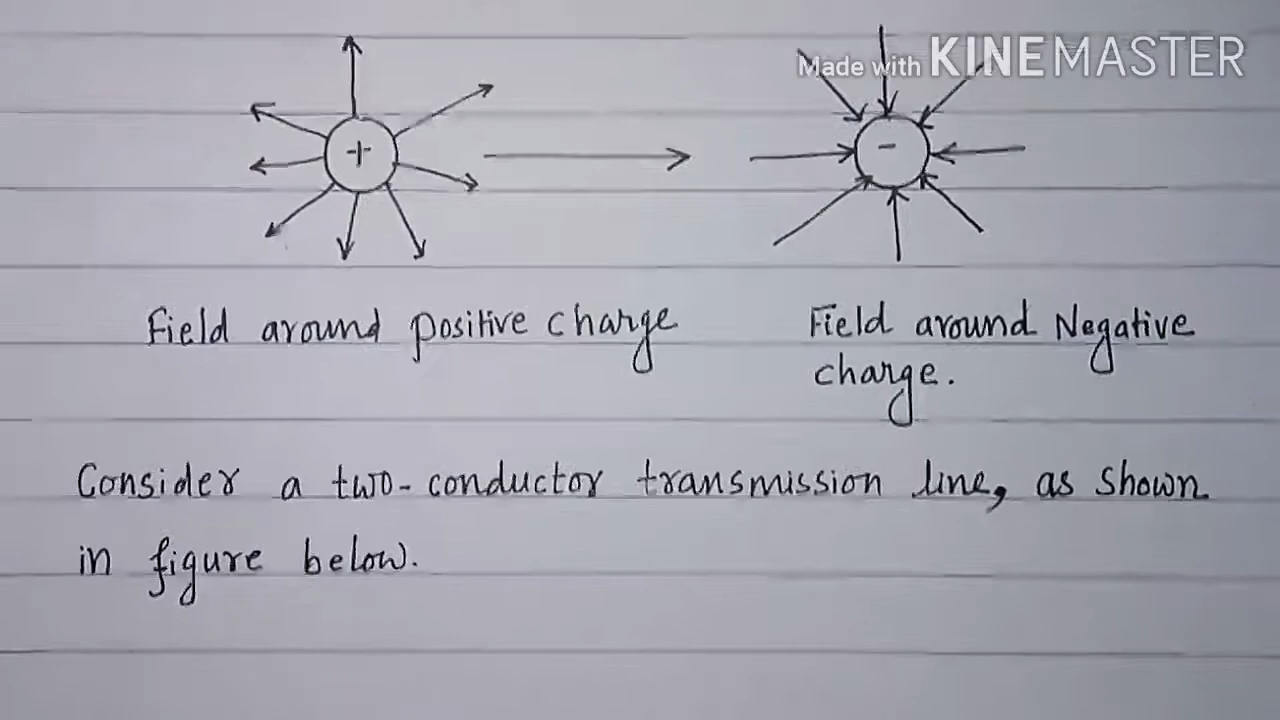 Made with KINEMASTER
+
-
Field around positive charge
Field around Negative
charge.
Consider a two-conductor transmission line, as shown
in figure below.